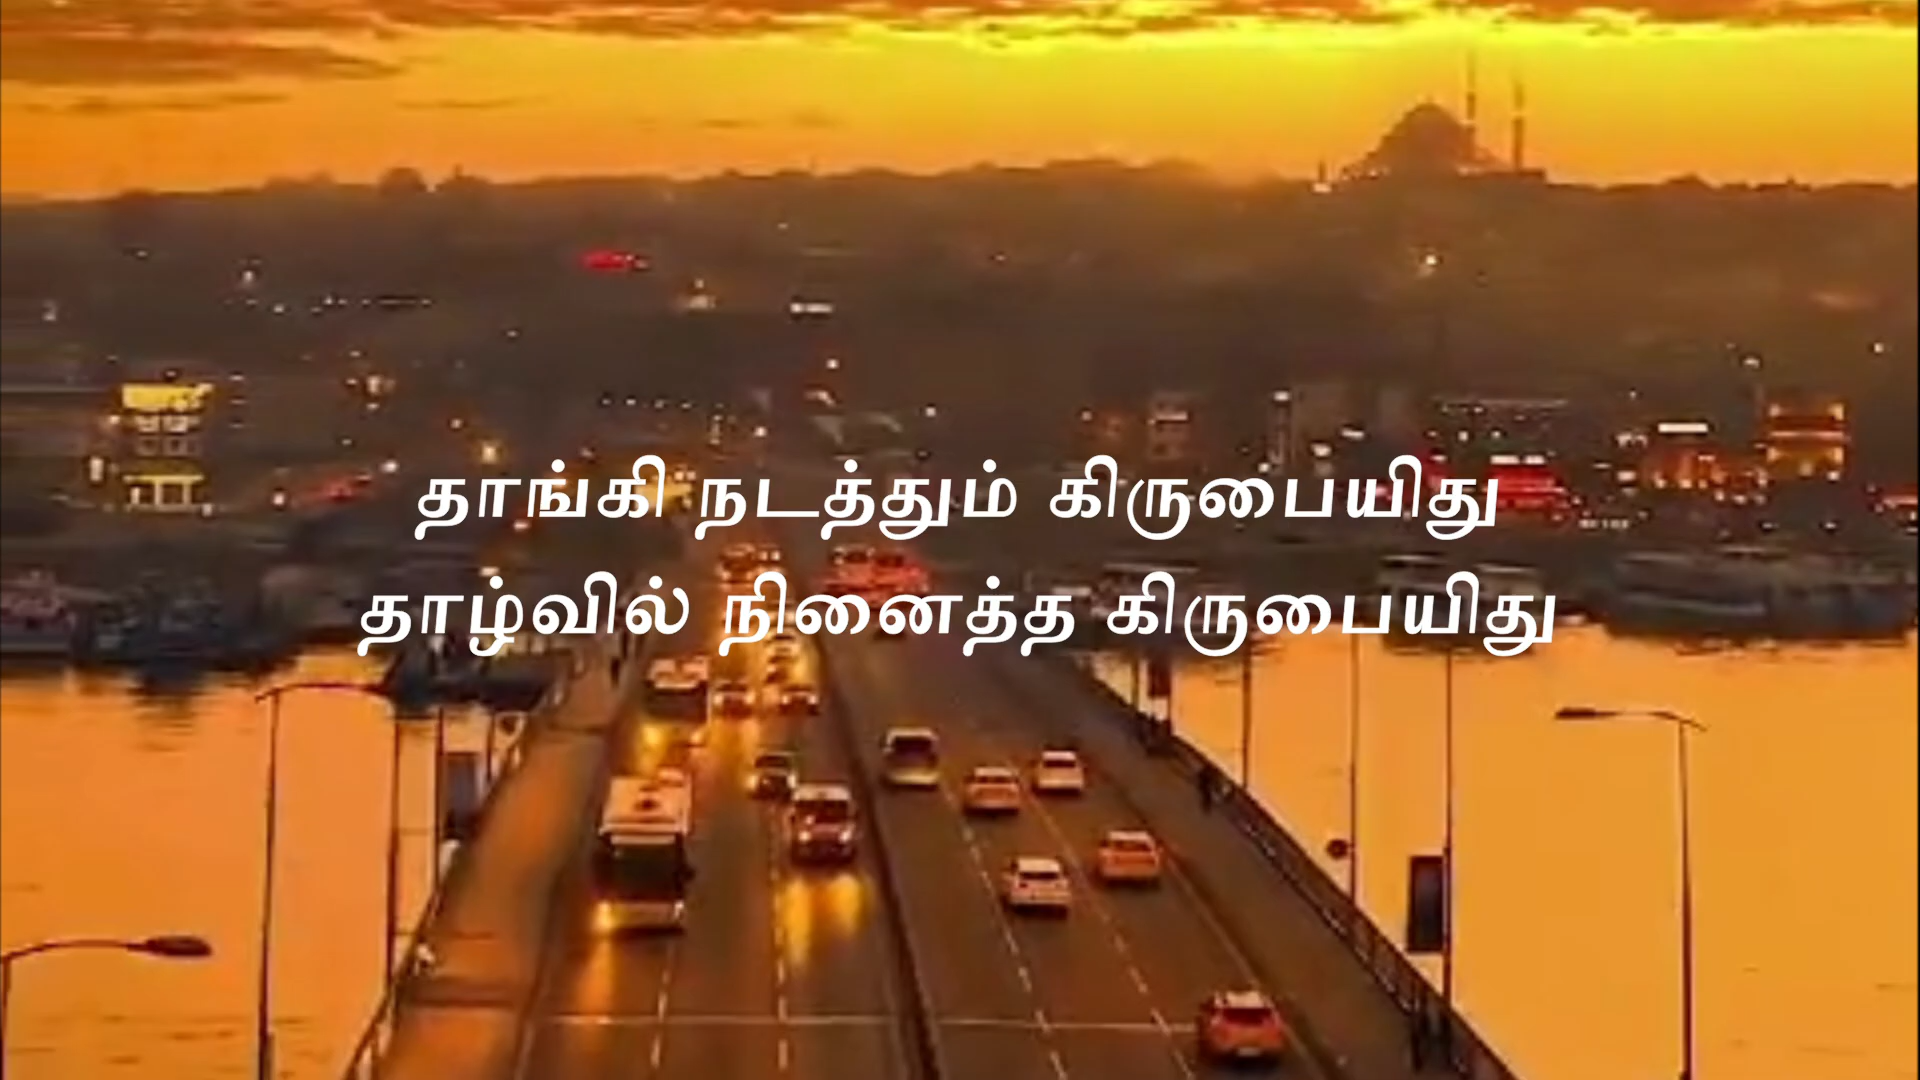 தாங்கி நடத்தும் கிருபையிது
தாழ்வில் நினைத்த கிருபையிது